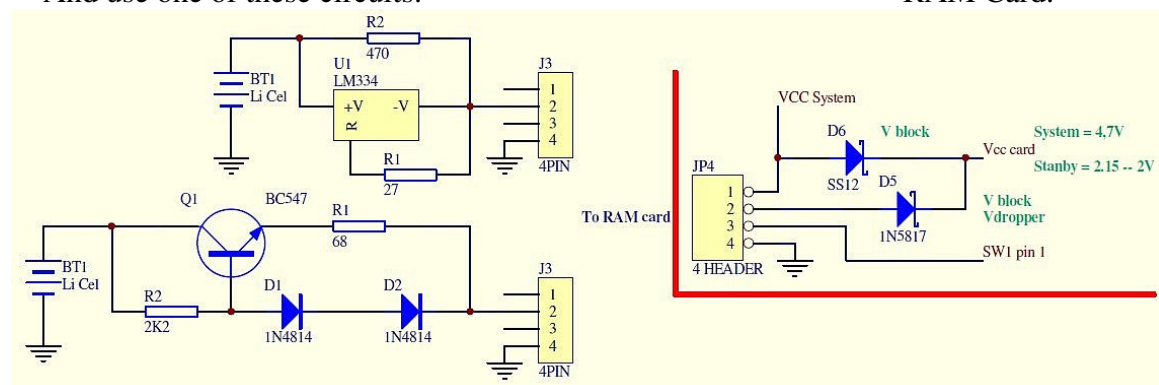 And use one of these circuits:
RAM Card:
R2
470
U1
LM334
BT1
Li Cel
+V
-V
R
R1
27
J3
1
2
3
4
4PIN
Q1
BC547
R1
68
BT1
Li Cel
R2
2K2
D1
1N4814
D2
1N4814
J3
1
2
3
4
4PIN
To RAM card
VCC System
D6
V block
System = 4,7V
Vcc card
Stanby = 2.15 -- 2V
SS12
D5
JP4
1
2
3
4
V block
Vdropper
1N5817
SW1 pin 1
4 HEADER